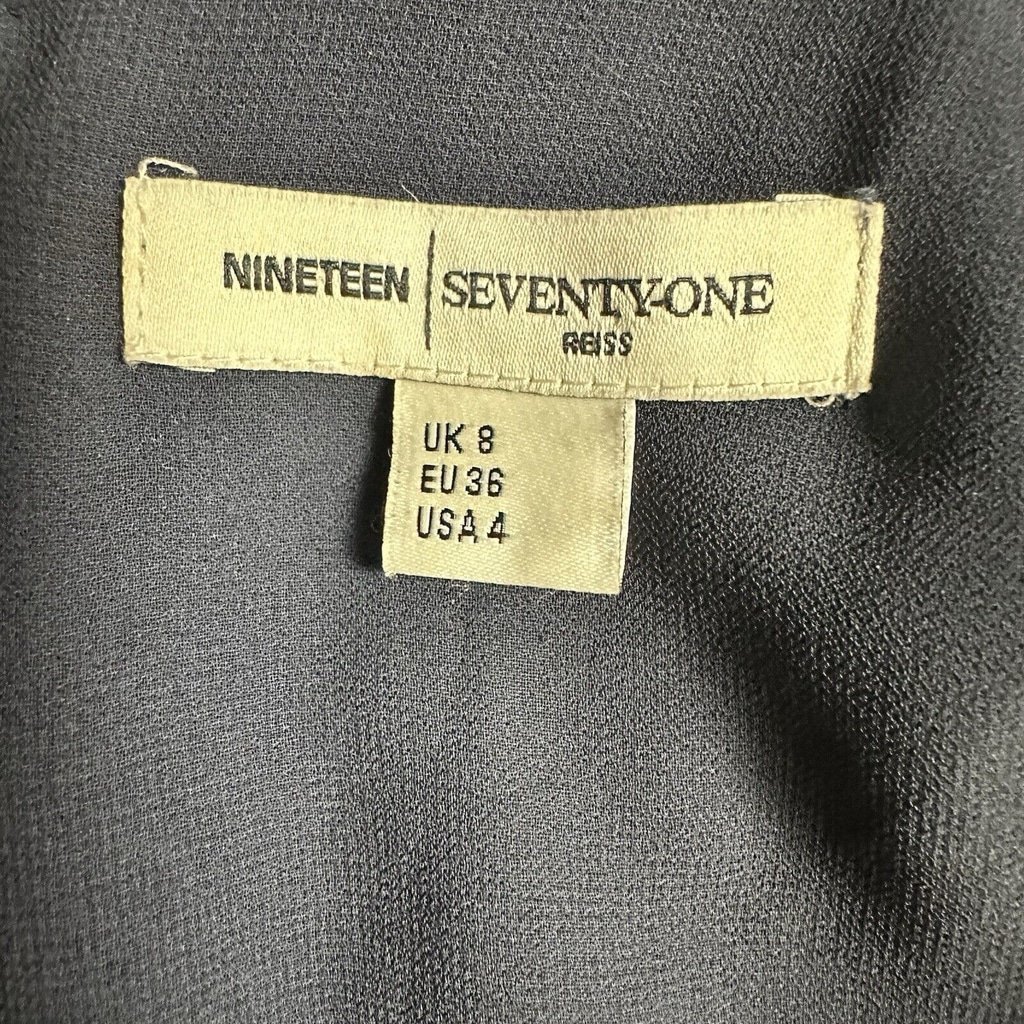 NINETEEN | SEVENTY-ONE
REISS
UK 8
EU 36
USA 4